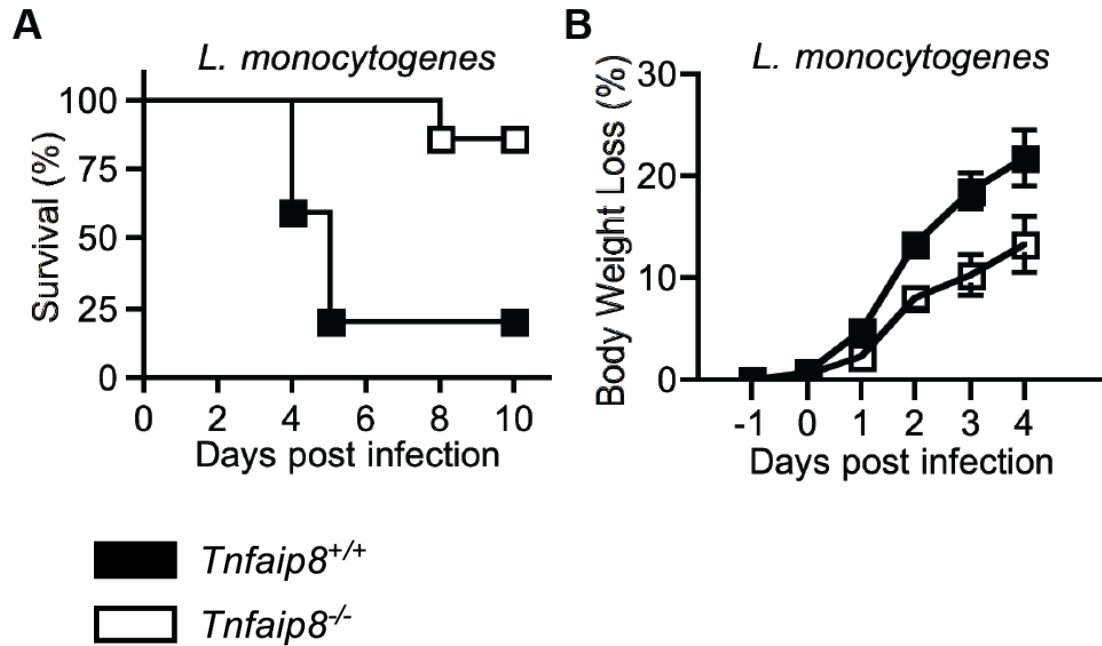 A
L. monocytogenes
Survival (%)
100
75
50
25
0
0 2 4 6 8 10
Days post infection
B
L. monocytogenes
Body Weight Loss (%)
30
20
10
0
-1 0 1 2 3 4
Days post infection
Tnfaip8+/+
Tnfaip8-/-